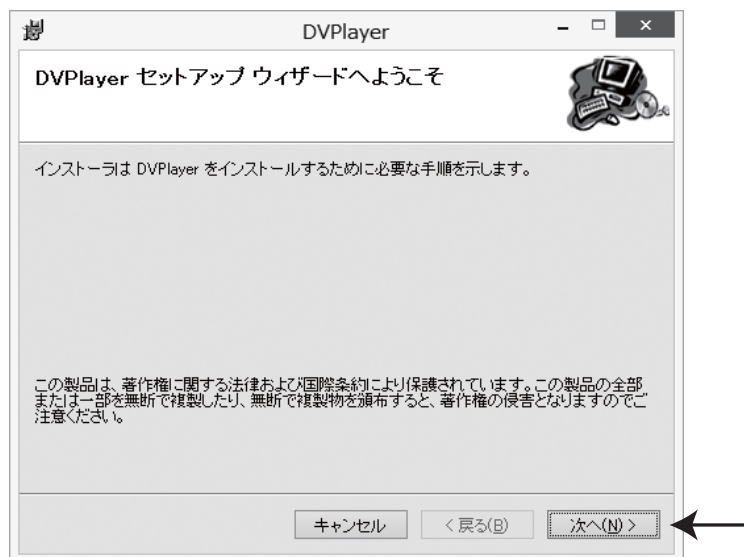 DVPlayer
DVPlayer セットアップ ウィザードへようこそ
インストーラは DVPlayer をインストールするために必要な手順を示します。
この製品は、著作権に関する法律および国際条約により保護されています。この製品の全部
または一部を無断で複製したり、無断で複製物を頒布すると、著作権の侵害となりますのでご
注意ください。
キャンセル < 戻る(B) 次へ(N) >